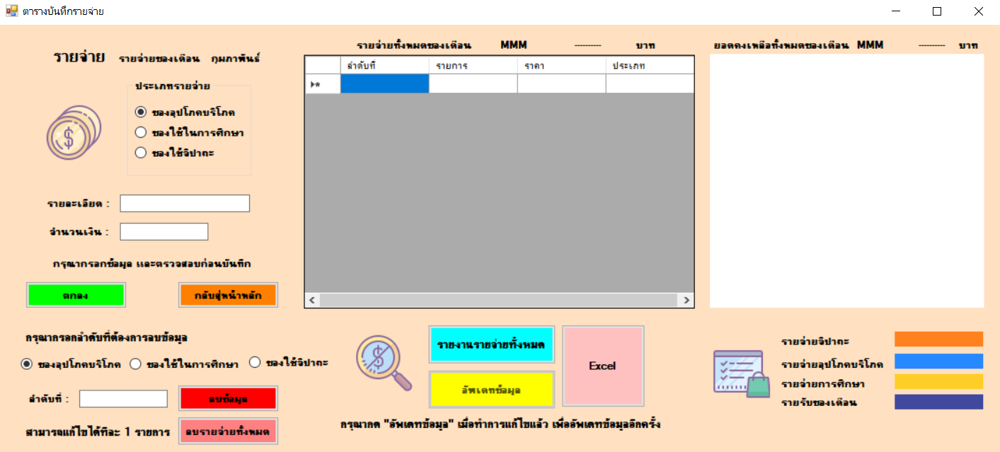 ตารางบันทึกรายจ่าย
รายจ่าย รายจ่ายของเดือน กุมภาพันธ์
ประเภทรายจ่าย
ของอุปโภคบริโภค
ของใช้ในการศึกษา
ของใช้จิปาถะ
รายละเอียด :
จำนวนเงิน :
กรุณากรอกข้อมูล และตรวจสอบก่อนบันทึก
ตกลง กลับสู่หน้าหลัก
รายจ่ายทั้งหมดของเดือน MMM ---------- บาท
ลำดับที่ รายการ ราคา ประเภท
ยอดคงเหลือทั้งหมดของเดือน MMM ---------- บาท
กรุณากรอกลำดับที่ต้องการลบข้อมูล
ของอุปโภคบริโภค ของใช้ในการศึกษา ของใช้จิปาถะ
ลำดับที่ : ลบข้อมูล
สามารถแก้ไขได้ทีละ 1 รายการ ลบรายจ่ายทั้งหมด
รายงานรายจ่ายทั้งหมด
อัพเดทข้อมูล
Excel
กรุณากด "อัพเดทข้อมูล" เมื่อทำการแก้ไขแล้ว เพื่ออัพเดทข้อมูลอีกครั้ง
รายจ่ายจิปาถะ
รายจ่ายอุปโภคบริโภค
รายจ่ายการศึกษา
รายรับของเดือน